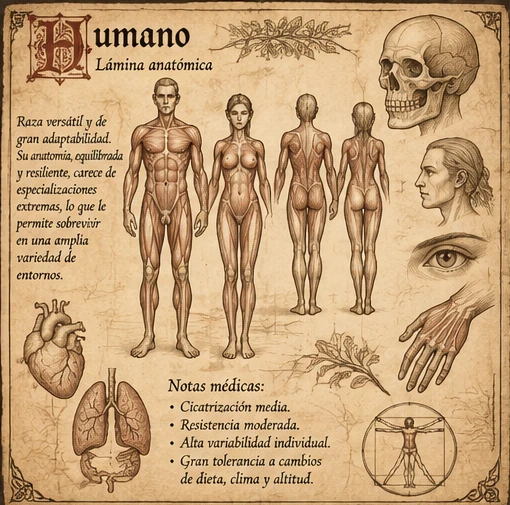 Humano
Lámina anatómica
Raza versátil y de
gran adaptabilidad.
Su anatomía, equilibrada
y resiliente, carece de
especializaciones
extremas, lo que le
permite sobrevivir
en una amplia
variedad de
entornos.
Notas médicas:
• Cicatrización media.
• Resistencia moderada.
• Alta variabilidad individual.
• Gran tolerancia a cambios
de dieta, clima y altitud.